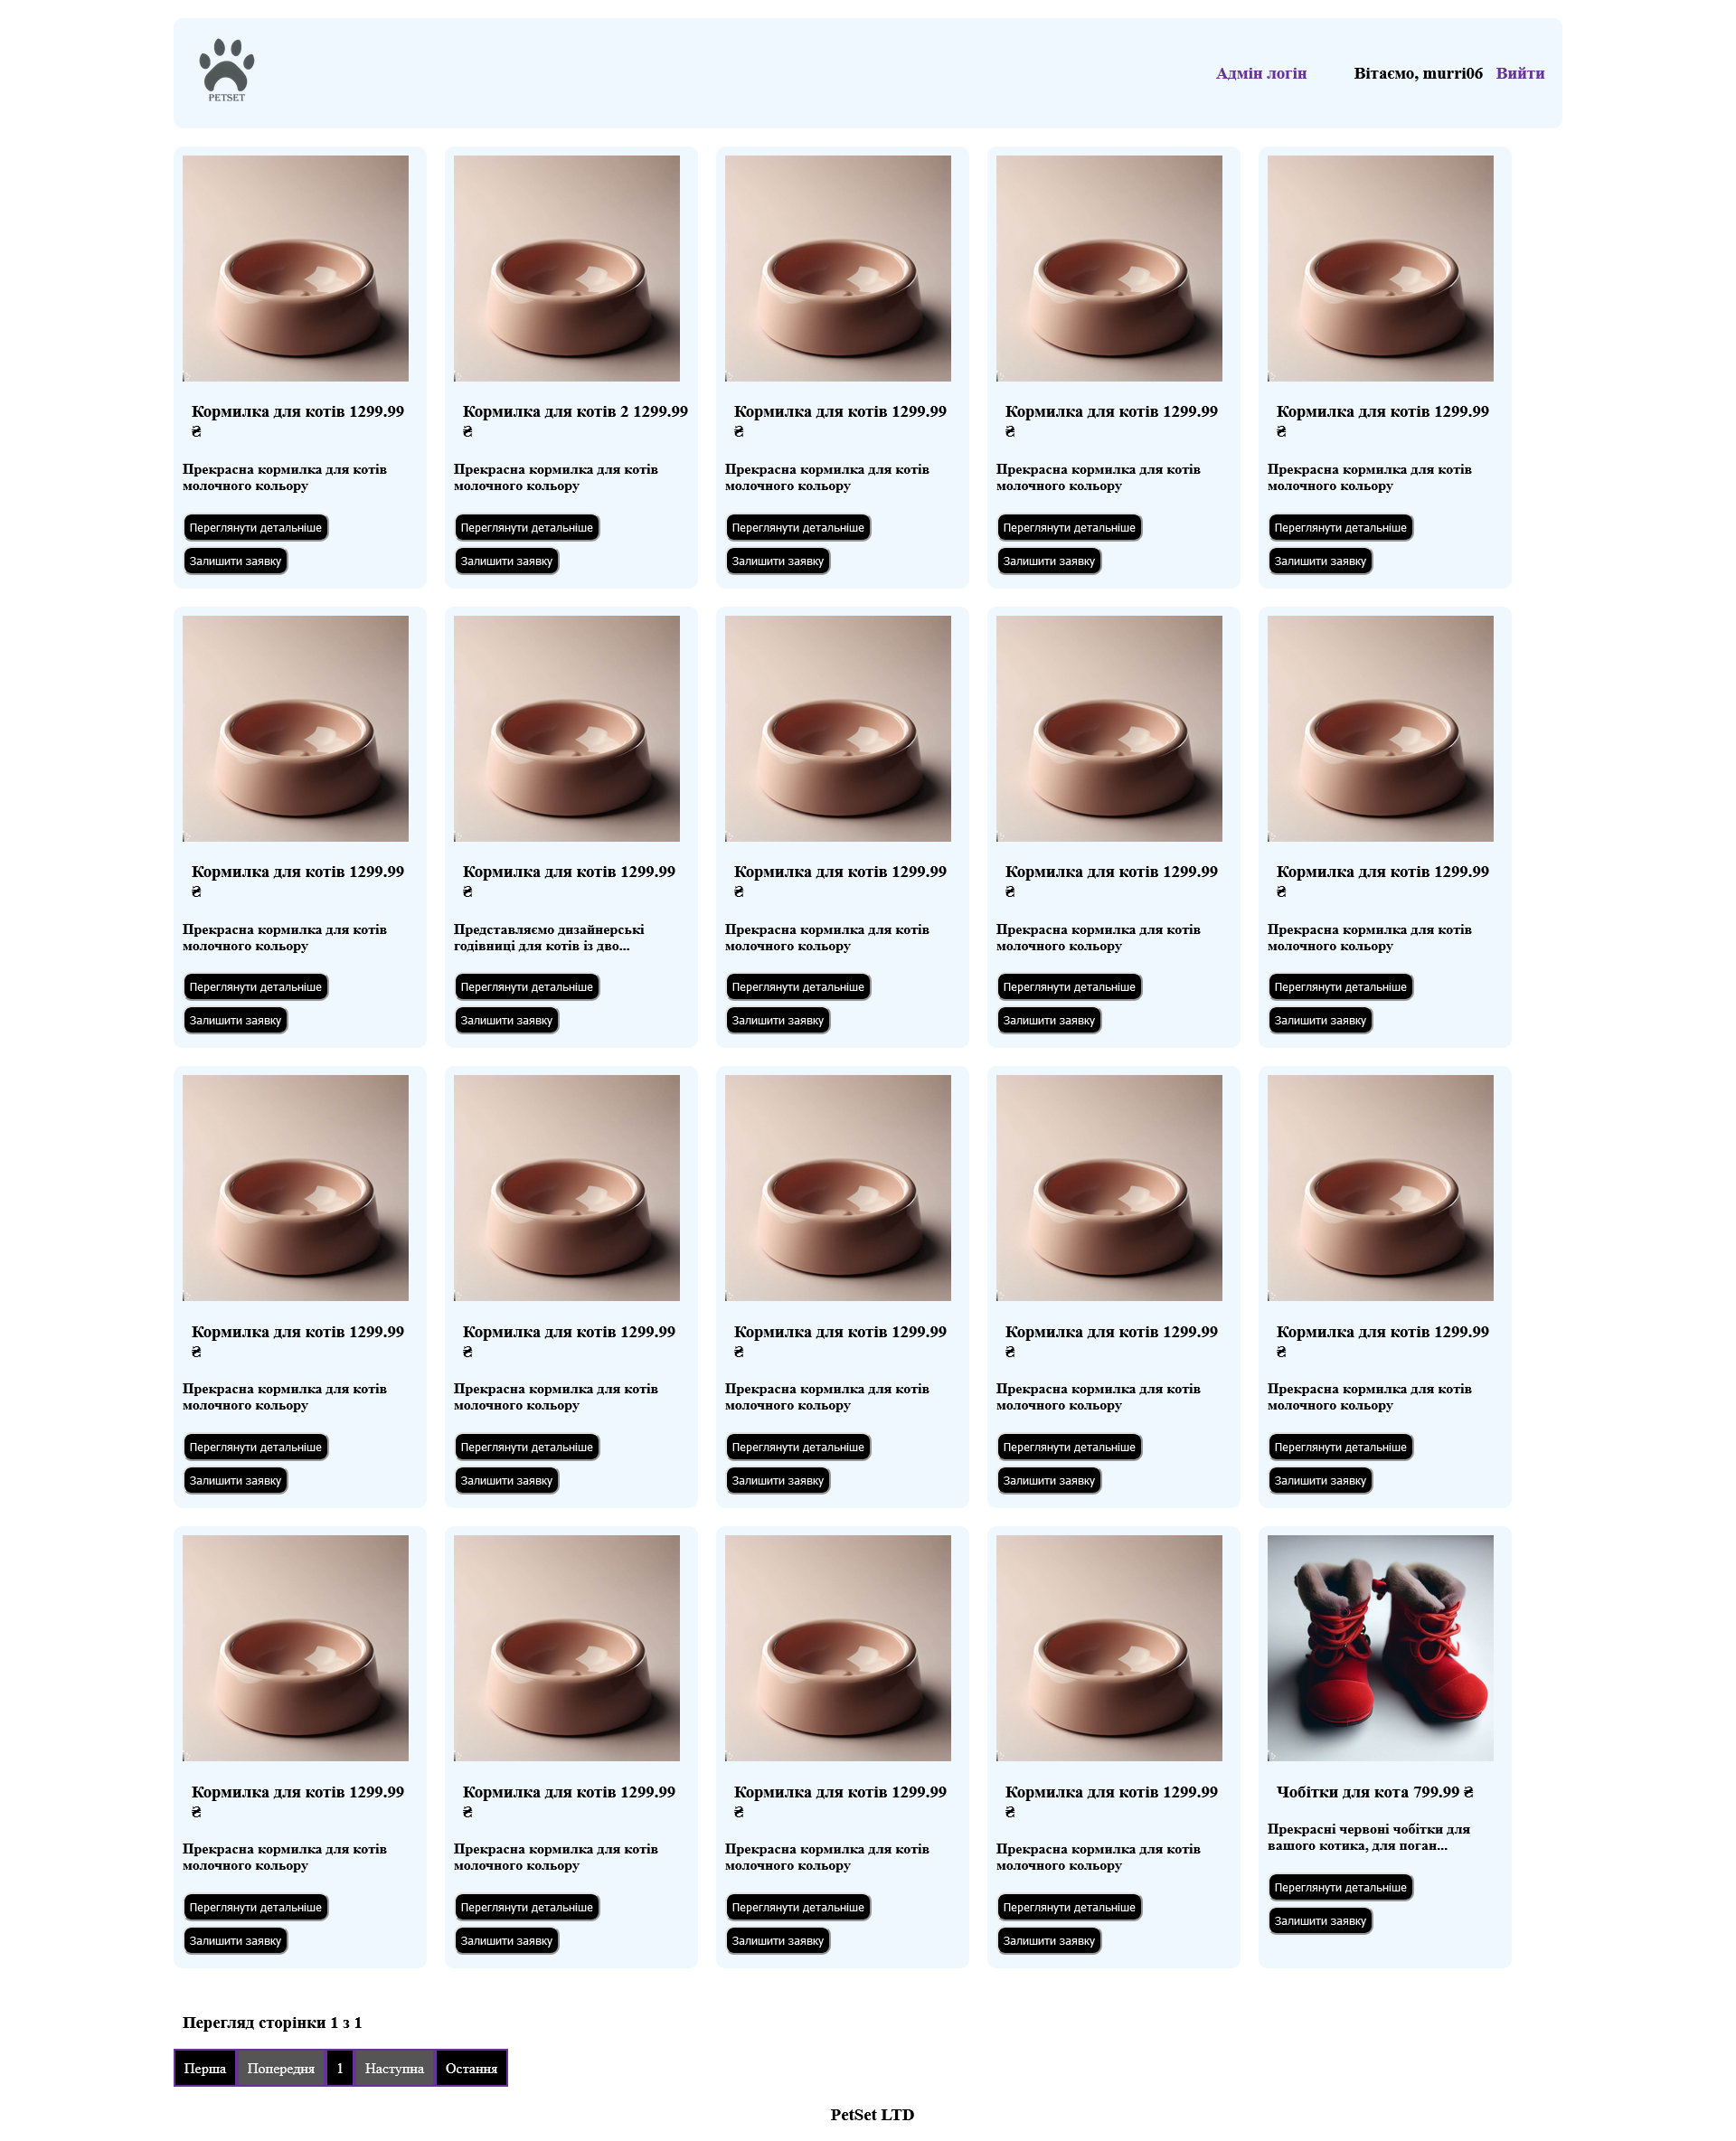 PETSET
Адмін логін Вітаємо, murri06 Вийти
Кормилка для котів 1299.99
₴
Прекрасна кормилка для котів
молочного кольору
Переглянути детальніше
Залишити заявку
Кормилка для котів 2 1299.99
₴
Прекрасна кормилка для котів
молочного кольору
Переглянути детальніше
Залишити заявку
Кормилка для котів 1299.99
₴
Прекрасна кормилка для котів
молочного кольору
Переглянути детальніше
Залишити заявку
Кормилка для котів 1299.99
₴
Прекрасна кормилка для котів
молочного кольору
Переглянути детальніше
Залишити заявку
Кормилка для котів 1299.99
₴
Прекрасна кормилка для котів
молочного кольору
Переглянути детальніше
Залишити заявку
Кормилка для котів 1299.99
₴
Прекрасна кормилка для котів
молочного кольору
Переглянути детальніше
Залишити заявку
Кормилка для котів 1299.99
₴
Представляємо дизайнерські
годівниці для котів із дво...
Переглянути детальніше
Залишити заявку
Кормилка для котів 1299.99
₴
Прекрасна кормилка для котів
молочного кольору
Переглянути детальніше
Залишити заявку
Кормилка для котів 1299.99
₴
Прекрасна кормилка для котів
молочного кольору
Переглянути детальніше
Залишити заявку
Кормилка для котів 1299.99
₴
Прекрасна кормилка для котів
молочного кольору
Переглянути детальніше
Залишити заявку
Кормилка для котів 1299.99
₴
Прекрасна кормилка для котів
молочного кольору
Переглянути детальніше
Залишити заявку
Кормилка для котів 1299.99
₴
Прекрасна кормилка для котів
молочного кольору
Переглянути детальніше
Залишити заявку
Кормилка для котів 1299.99
₴
Прекрасна кормилка для котів
молочного кольору
Переглянути детальніше
Залишити заявку
Кормилка для котів 1299.99
₴
Прекрасна кормилка для котів
молочного кольору
Переглянути детальніше
Залишити заявку
Кормилка для котів 1299.99
₴
Прекрасна кормилка для котів
молочного кольору
Переглянути детальніше
Залишити заявку
Кормилка для котів 1299.99
₴
Прекрасна кормилка для котів
молочного кольору
Переглянути детальніше
Залишити заявку
Кормилка для котів 1299.99
₴
Прекрасна кормилка для котів
молочного кольору
Переглянути детальніше
Залишити заявку
Кормилка для котів 1299.99
₴
Прекрасна кормилка для котів
молочного кольору
Переглянути детальніше
Залишити заявку
Кормилка для котів 1299.99
₴
Прекрасна кормилка для котів
молочного кольору
Переглянути детальніше
Залишити заявку
Чобітки для кота 799.99 ₴
Прекрасні червоні чобітки для
вашого котика, для поган...
Переглянути детальніше
Залишити заявку
Перегляд сторінки 1 з 1
Перша Попередня 1 Наступна Остання
PetSet LTD